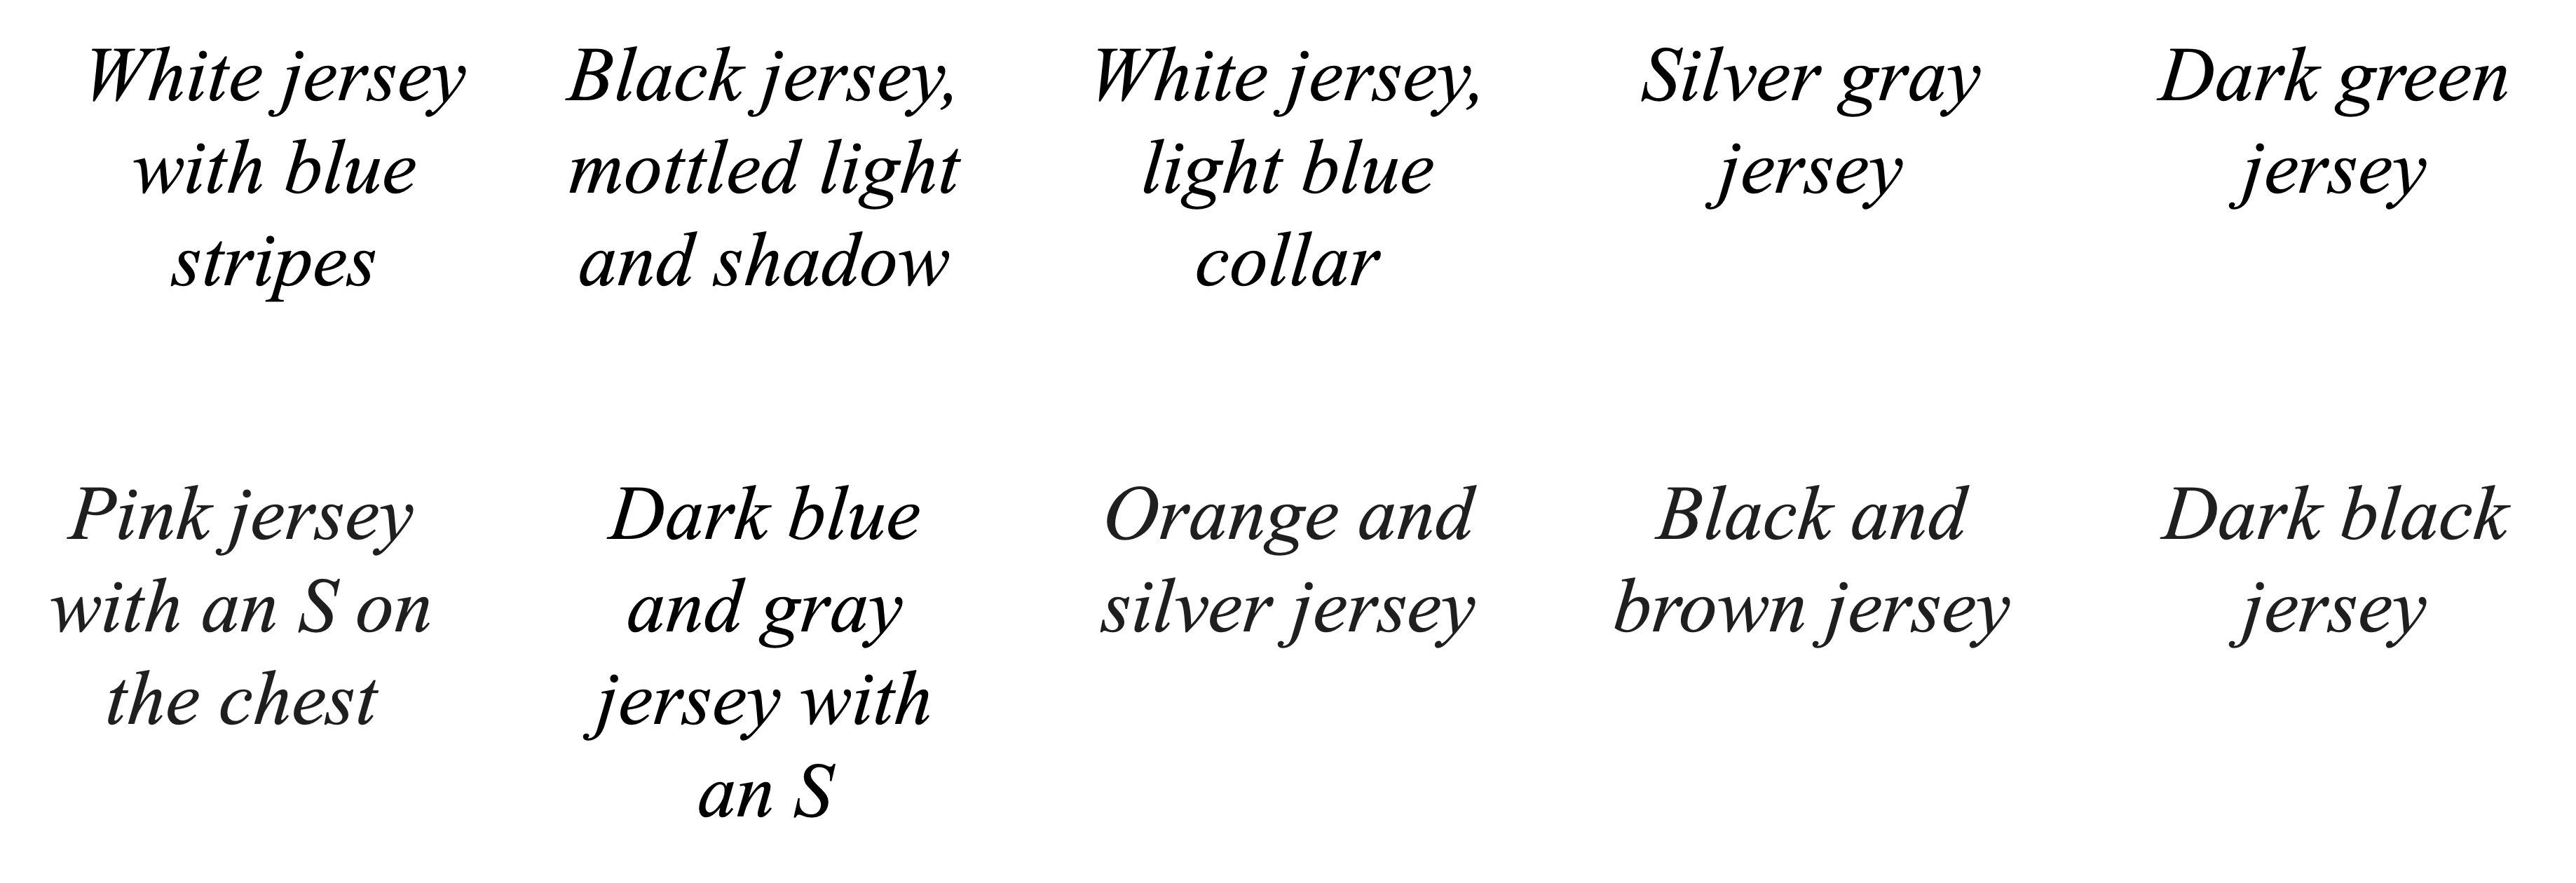 White jersey
with blue
stripes
Black jersey,
mottled light
and shadow
White jersey,
light blue
collar
Silver gray
jersey
Dark green
jersey
Pink jersey
with an S on
the chest
Dark blue
and gray
jersey with
an S
Orange and
silver jersey
Black and
brown jersey
Dark black
jersey